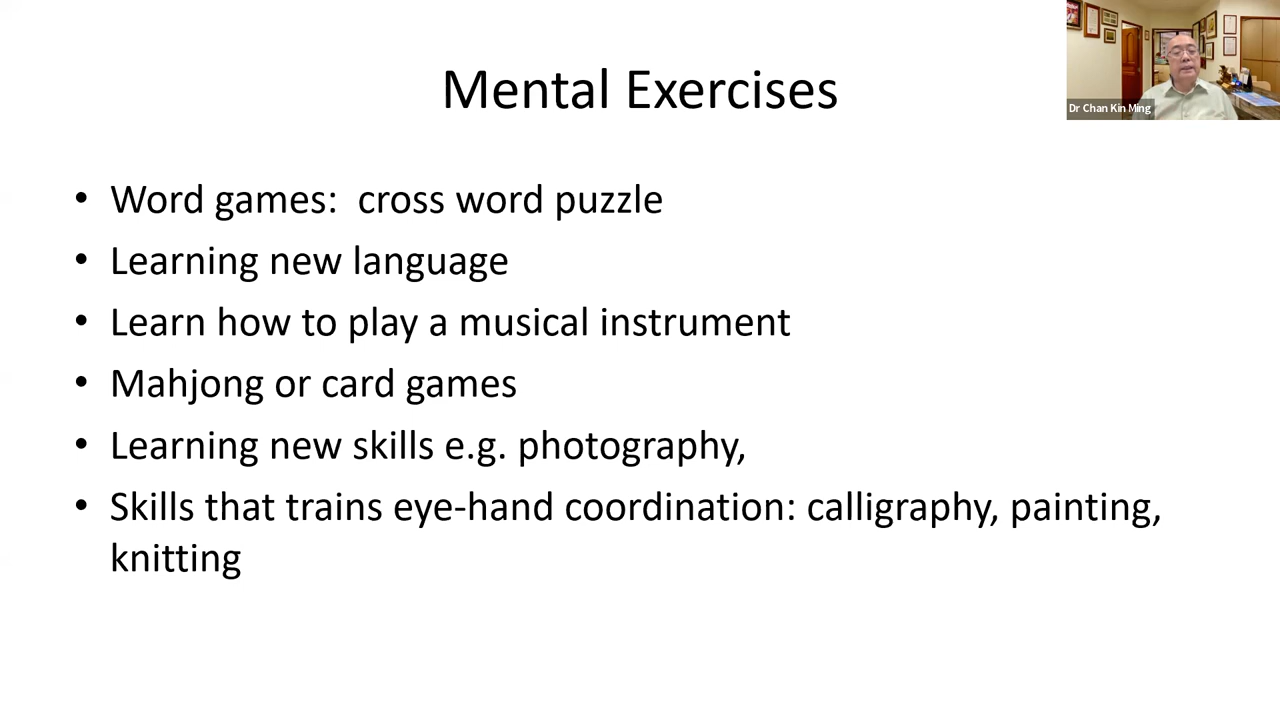 Mental Exercises
Dr Chan Kin Ming
• Word games:  cross word puzzle
• Learning new language
• Learn how to play a musical instrument
• Mahjong or card games
• Learning new skills e.g. photography,
• Skills that trains eye-hand coordination: calligraphy, painting,
knitting